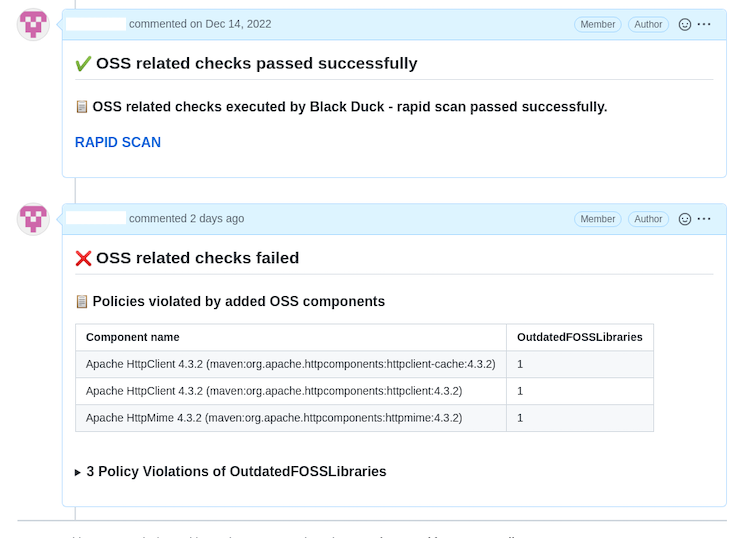 commented on Dec 14, 2022 Member Author
OSS related checks passed successfully
OSS related checks executed by Black Duck - rapid scan passed successfully.
RAPID SCAN
commented 2 days ago Member Author
OSS related checks failed
Policies violated by added OSS components
Component name OutdatedFOSSLibraries
Apache HttpClient 4.3.2 (maven:org.apache.httpcomponents:httpclient-cache:4.3.2) 1
Apache HttpClient 4.3.2 (maven:org.apache.httpcomponents:httpclient:4.3.2) 1
Apache HttpMime 4.3.2 (maven:org.apache.httpcomponents:httpmime:4.3.2) 1
3 Policy Violations of OutdatedFOSSLibraries